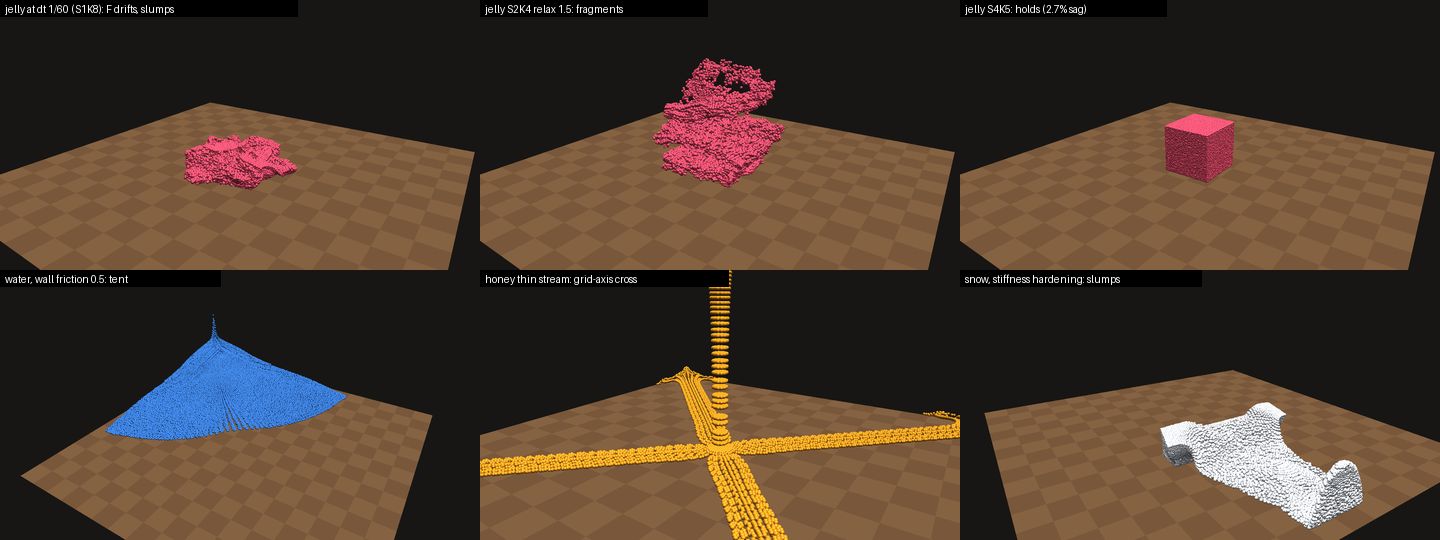 jelly at dt 1/60 (S1K8): F drifts, slumps
jelly S2K4 relax 1.5: fragments
jelly S4K5: holds (2.7% sag)
water, wall friction 0.5: tent
honey thin stream: grid-axis cross
snow, stiffness hardening: slumps